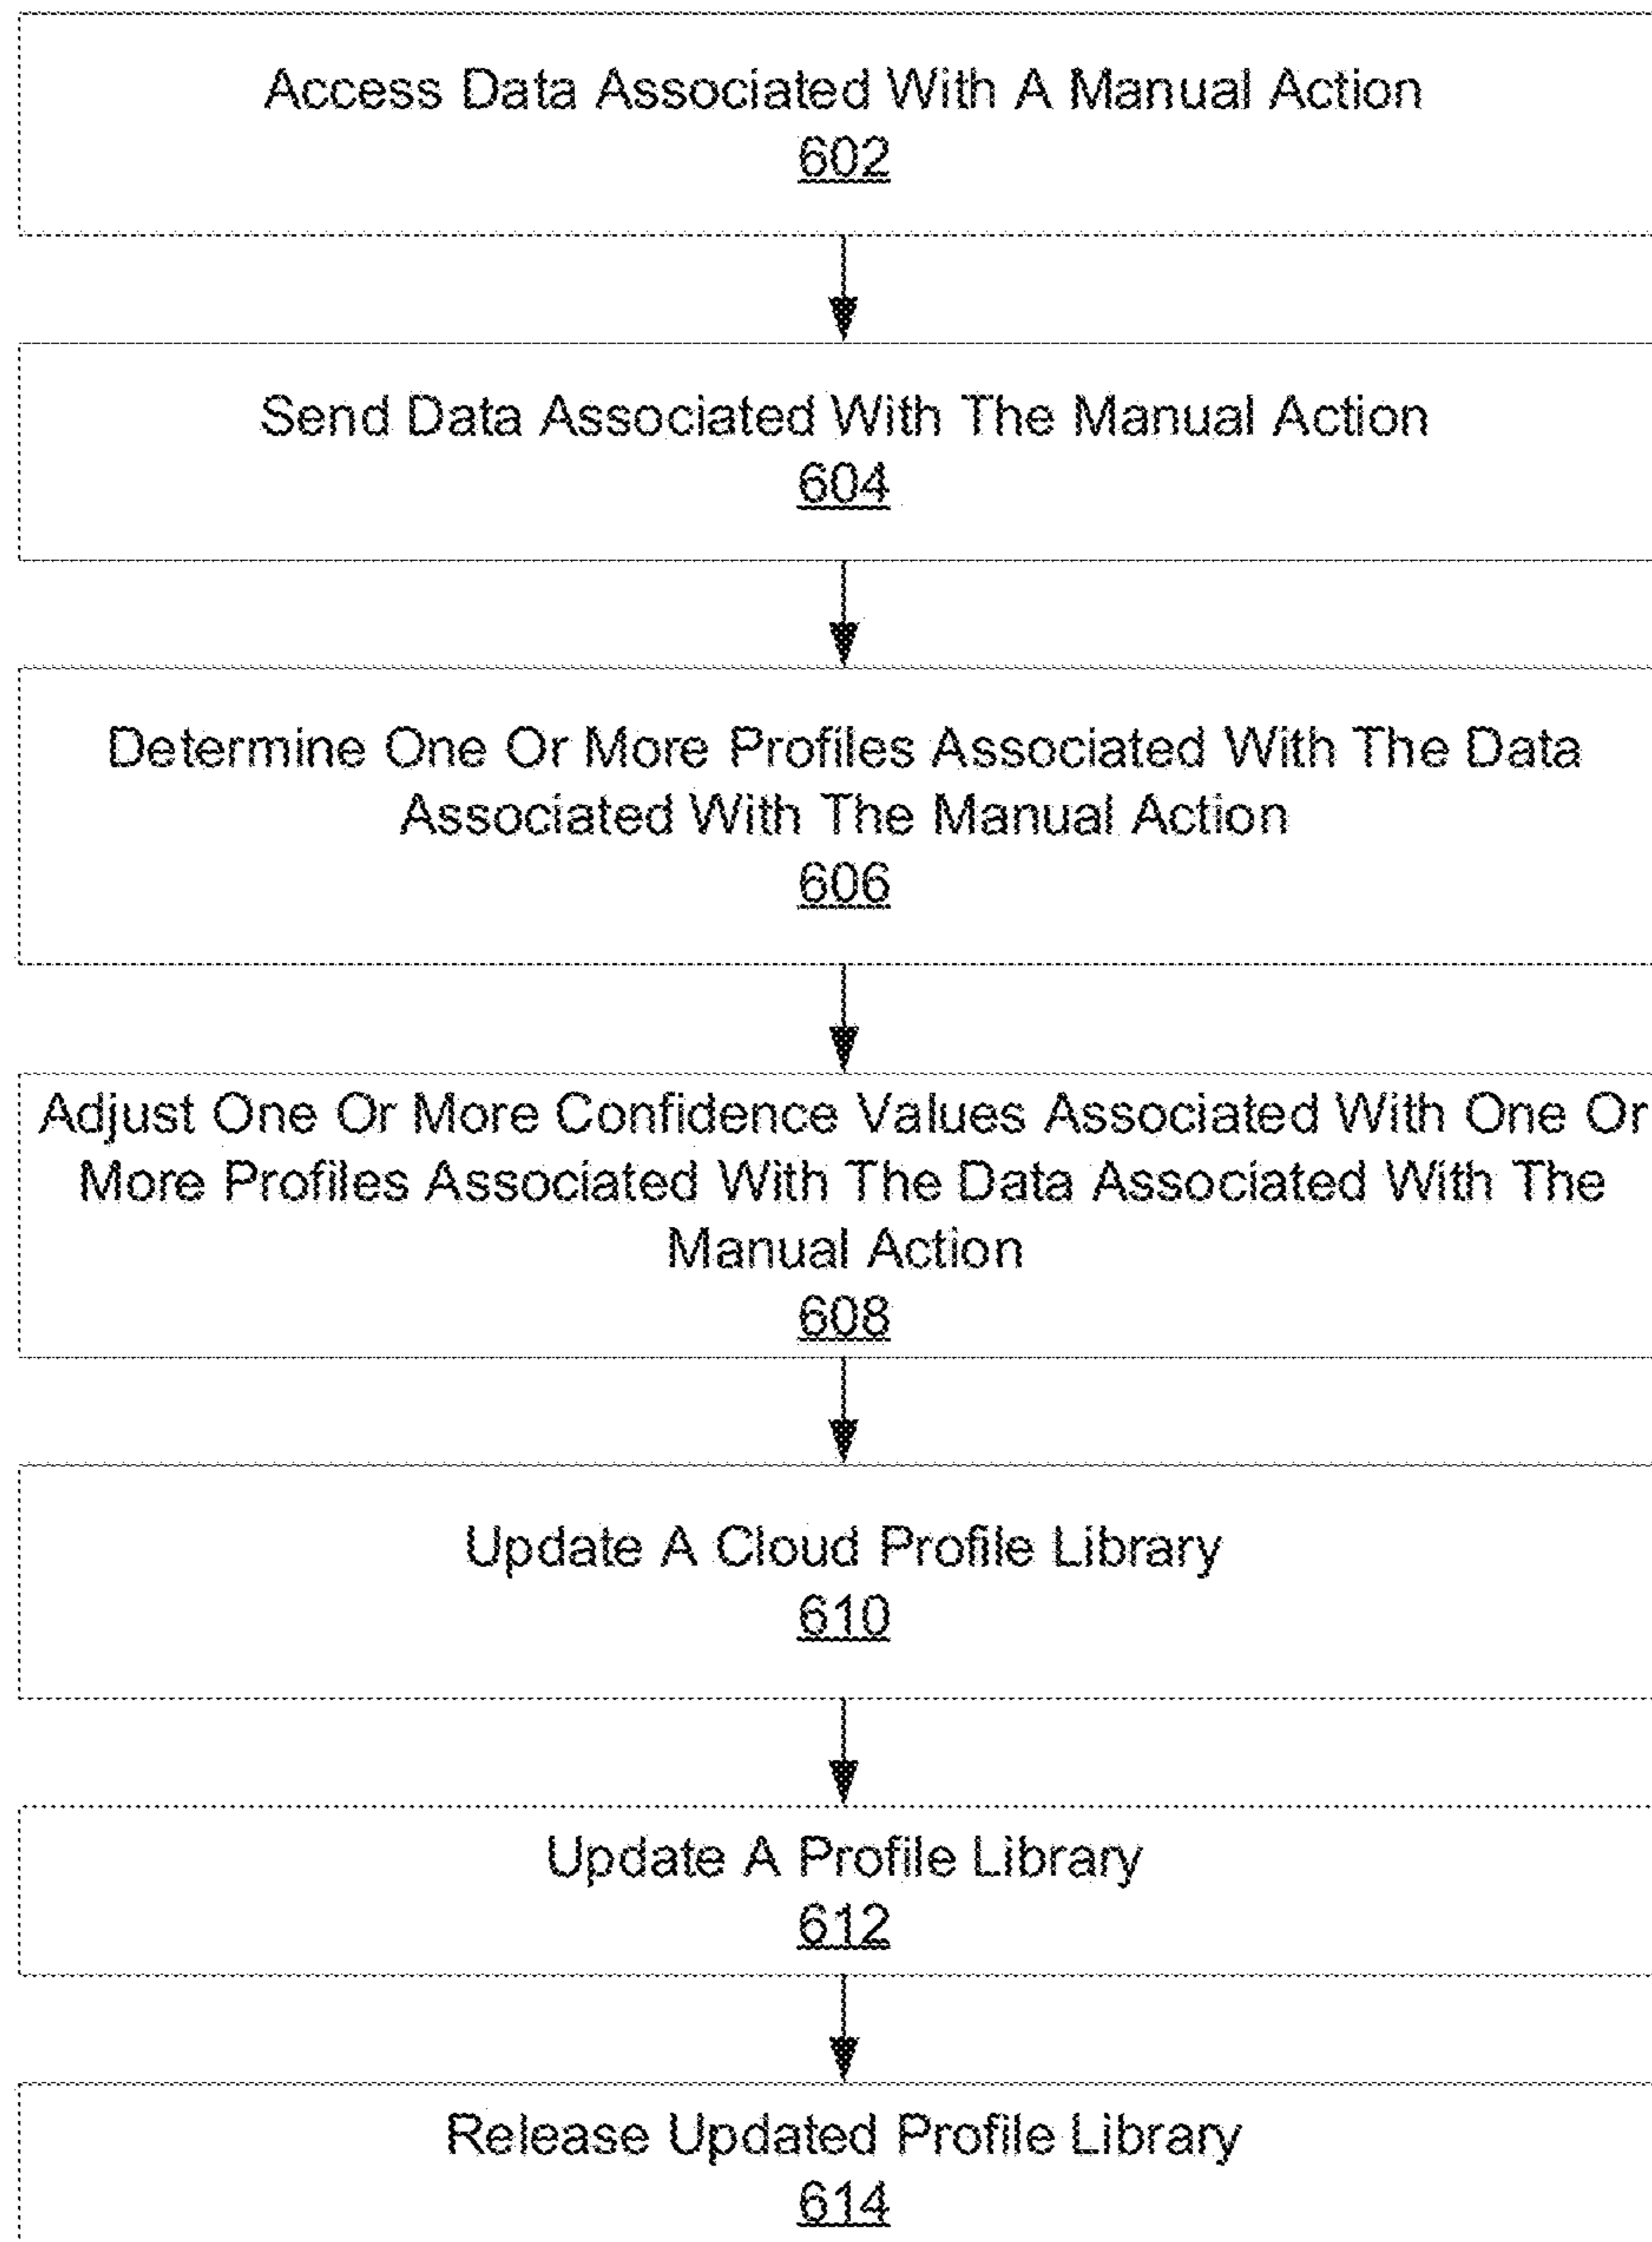 Access Data Associated With A Manual Action
602
Send Data Associated With The Manual Action
604
Determine One Or More Profiles Associated With The Data
Associated With The Manual Action
606
Adjust One Or More Confidence Values Associated With One Or
More Profiles Associated With The Data Associated With The
Manual Action
608
Update A Cloud Profile Library
610
Update A Profile Library
612
Release Updated Profile Library
614